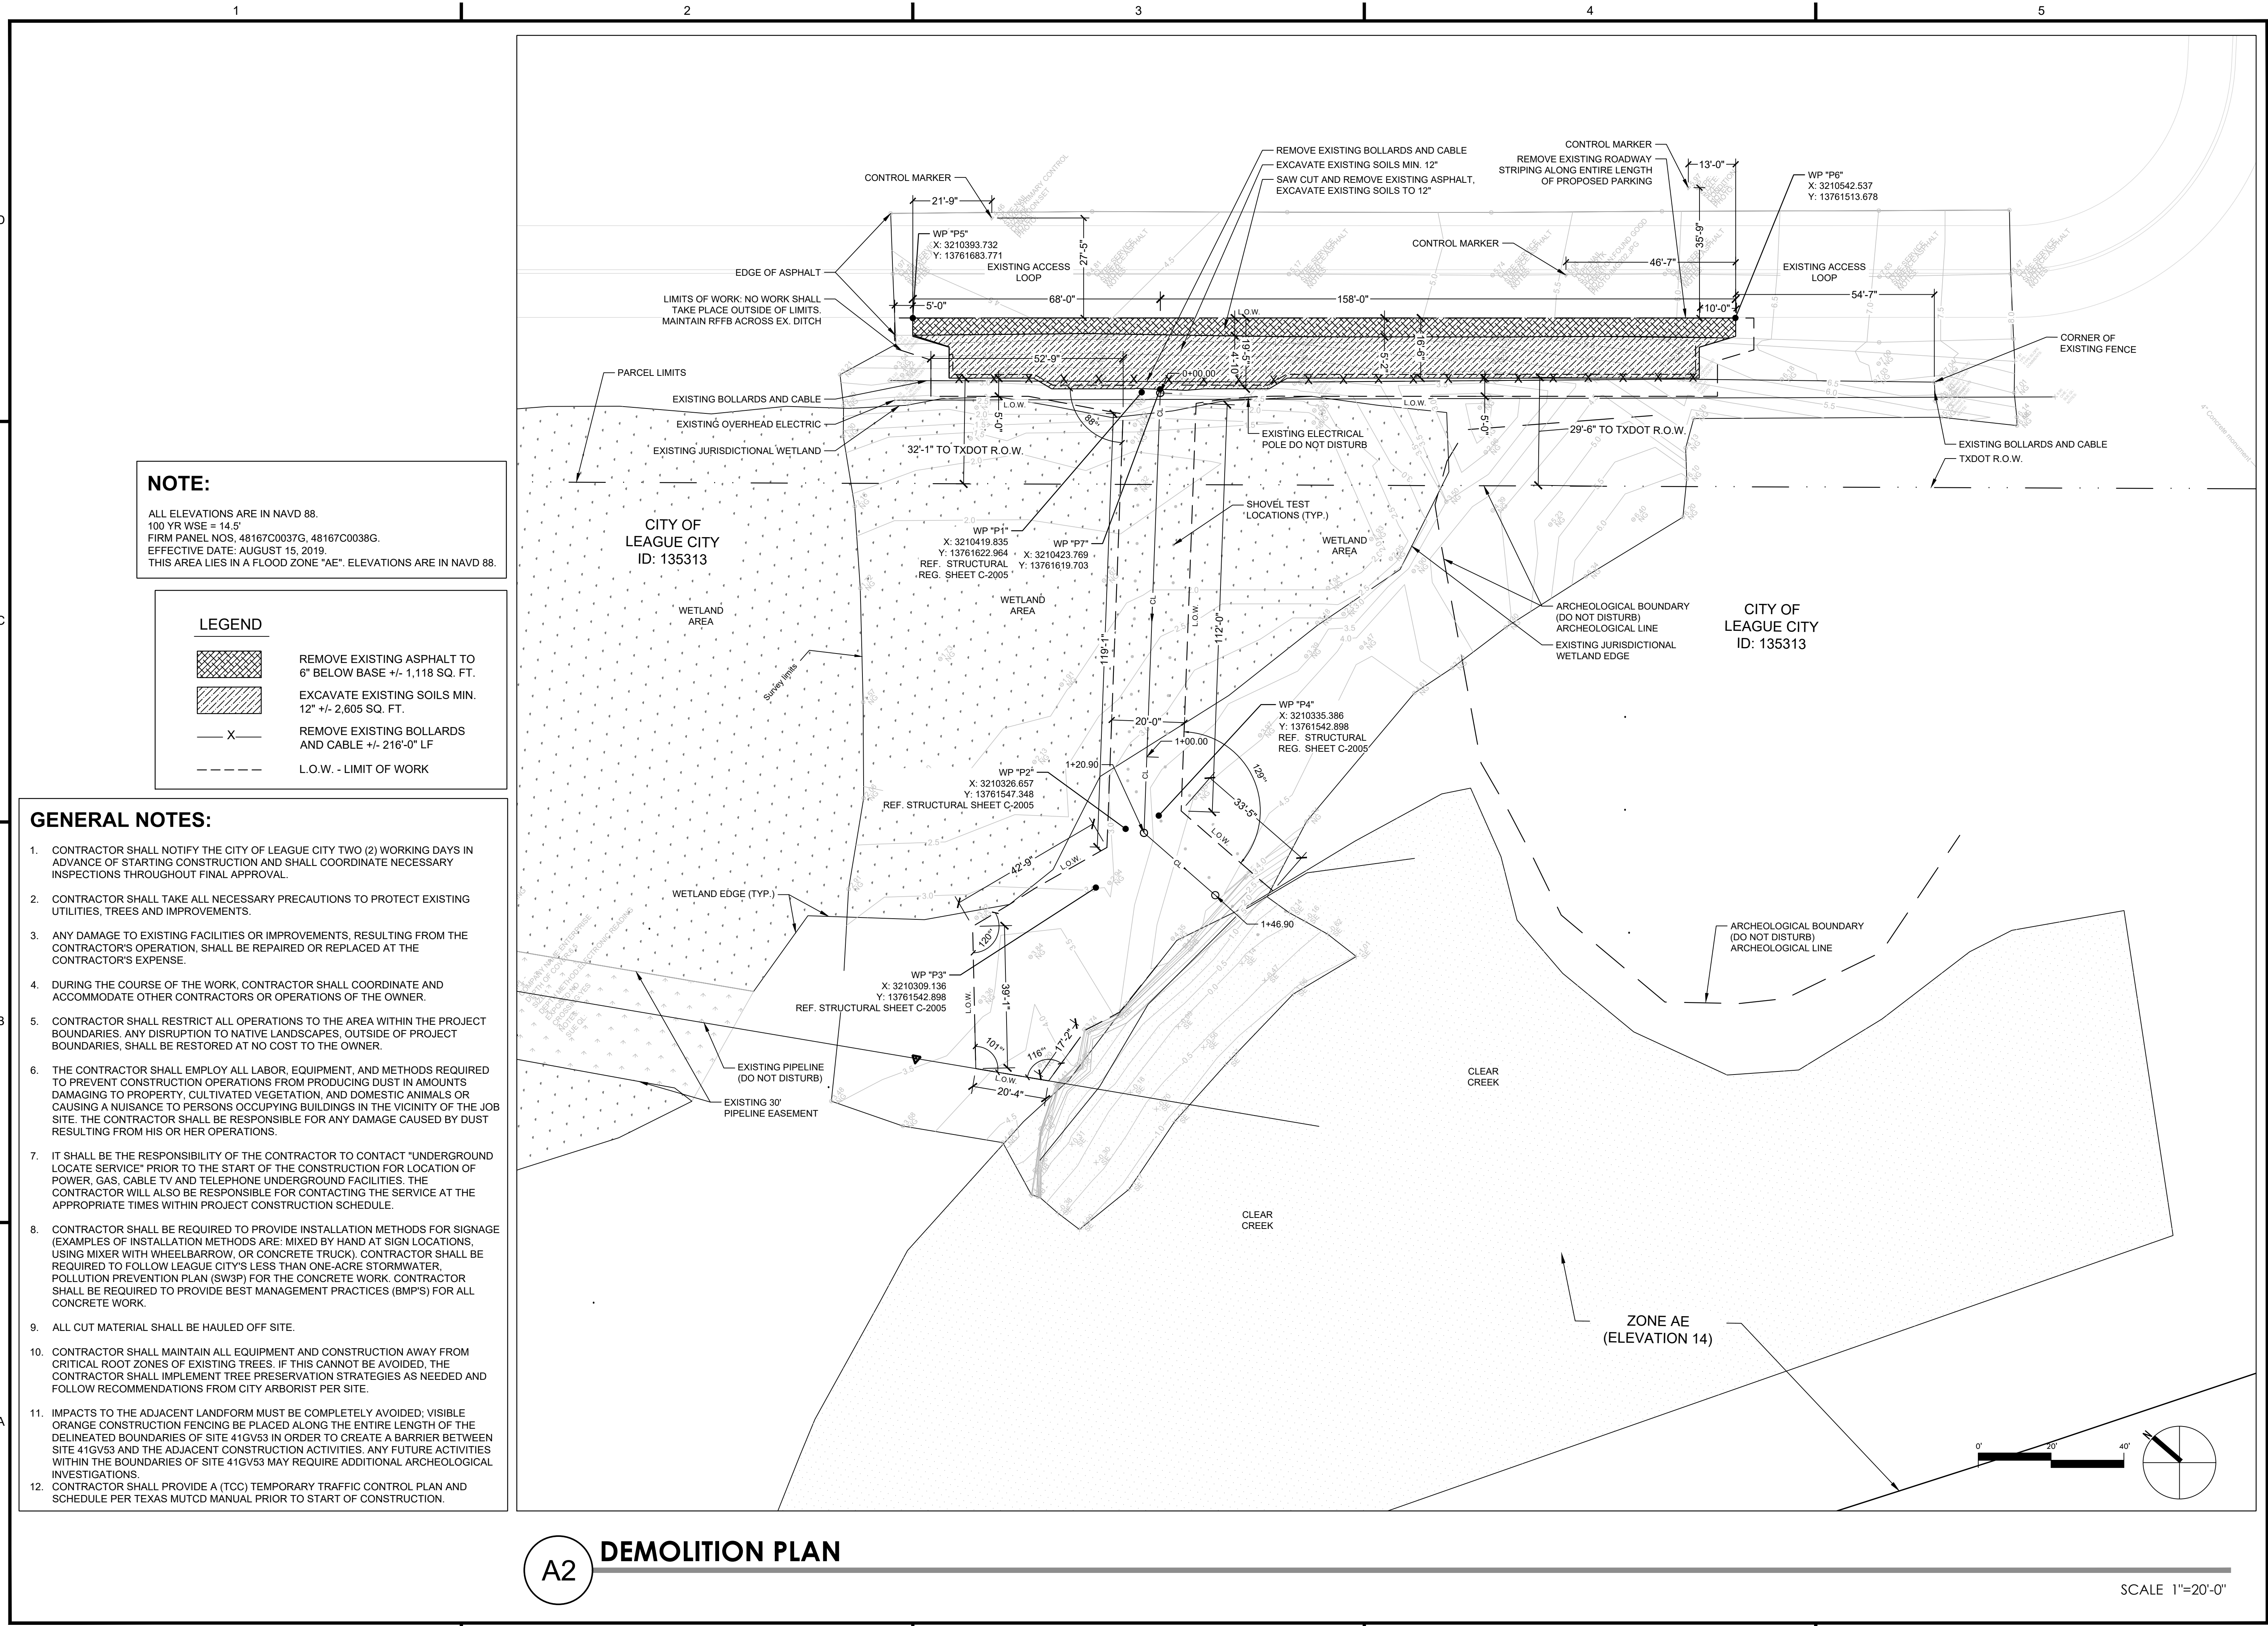 1
2
3
4
5
D
C
B
A
NOTE:
ALL ELEVATIONS ARE IN NAVD 88.
100 YR WSE = 14.5'
FIRM PANEL NOS, 48167C0037G, 48167C0038G.
EFFECTIVE DATE: AUGUST 15, 2019.
THIS AREA LIES IN A FLOOD ZONE "AE". ELEVATIONS ARE IN NAVD 88.
LEGEND
REMOVE EXISTING ASPHALT TO
6" BELOW BASE +/- 1,118 SQ. FT.
EXCAVATE EXISTING SOILS MIN.
12" +/- 2,605 SQ. FT.
X
REMOVE EXISTING BOLLARDS
AND CABLE +/- 216'-0" LF
L.O.W. - LIMIT OF WORK
GENERAL NOTES:
1. CONTRACTOR SHALL NOTIFY THE CITY OF LEAGUE CITY TWO (2) WORKING DAYS IN
ADVANCE OF STARTING CONSTRUCTION AND SHALL COORDINATE NECESSARY
INSPECTIONS THROUGHOUT FINAL APPROVAL.
2. CONTRACTOR SHALL TAKE ALL NECESSARY PRECAUTIONS TO PROTECT EXISTING
UTILITIES, TREES AND IMPROVEMENTS.
3. ANY DAMAGE TO EXISTING FACILITIES OR IMPROVEMENTS, RESULTING FROM THE
CONTRACTOR'S OPERATION, SHALL BE REPAIRED OR REPLACED AT THE
CONTRACTOR'S EXPENSE.
4. DURING THE COURSE OF THE WORK, CONTRACTOR SHALL COORDINATE AND
ACCOMMODATE OTHER CONTRACTORS OR OPERATIONS OF THE OWNER.
5. CONTRACTOR SHALL RESTRICT ALL OPERATIONS TO THE AREA WITHIN THE PROJECT
BOUNDARIES. ANY DISRUPTION TO NATIVE LANDSCAPES, OUTSIDE OF PROJECT
BOUNDARIES, SHALL BE RESTORED AT NO COST TO THE OWNER.
6. THE CONTRACTOR SHALL EMPLOY ALL LABOR, EQUIPMENT, AND METHODS REQUIRED
TO PREVENT CONSTRUCTION OPERATIONS FROM PRODUCING DUST IN AMOUNTS
DAMAGING TO PROPERTY, CULTIVATED VEGETATION, AND DOMESTIC ANIMALS OR
CAUSING A NUISANCE TO PERSONS OCCUPYING BUILDINGS IN THE VICINITY OF THE JOB
SITE. THE CONTRACTOR SHALL BE RESPONSIBLE FOR ANY DAMAGE CAUSED BY DUST
RESULTING FROM HIS OR HER OPERATIONS.
7. IT SHALL BE THE RESPONSIBILITY OF THE CONTRACTOR TO CONTACT "UNDERGROUND
LOCATE SERVICE" PRIOR TO THE START OF THE CONSTRUCTION FOR LOCATION OF
POWER, GAS, CABLE TV AND TELEPHONE UNDERGROUND FACILITIES. THE
CONTRACTOR WILL ALSO BE RESPONSIBLE FOR CONTACTING THE SERVICE AT THE
APPROPRIATE TIMES WITHIN PROJECT CONSTRUCTION SCHEDULE.
8. CONTRACTOR SHALL BE REQUIRED TO PROVIDE INSTALLATION METHODS FOR SIGNAGE
(EXAMPLES OF INSTALLATION METHODS ARE: MIXED BY HAND AT SIGN LOCATIONS,
USING MIXER WITH WHEELBARROW, OR CONCRETE TRUCK). CONTRACTOR SHALL BE
REQUIRED TO FOLLOW LEAGUE CITY'S LESS THAN ONE-ACRE STORMWATER,
POLLUTION PREVENTION PLAN (SW3P) FOR THE CONCRETE WORK. CONTRACTOR
SHALL BE REQUIRED TO PROVIDE BEST MANAGEMENT PRACTICES (BMP'S) FOR ALL
CONCRETE WORK.
9. ALL CUT MATERIAL SHALL BE HAULED OFF SITE.
10. CONTRACTOR SHALL MAINTAIN ALL EQUIPMENT AND CONSTRUCTION AWAY FROM
CRITICAL ROOT ZONES OF EXISTING TREES. IF THIS CANNOT BE AVOIDED, THE
CONTRACTOR SHALL IMPLEMENT TREE PRESERVATION STRATEGIES AS NEEDED AND
FOLLOW RECOMMENDATIONS FROM CITY ARBORIST PER SITE.
11. IMPACTS TO THE ADJACENT LANDFORM MUST BE COMPLETELY AVOIDED; VISIBLE
ORANGE CONSTRUCTION FENCING BE PLACED ALONG THE ENTIRE LENGTH OF THE
DELINEATED BOUNDARIES OF SITE 41GV53 IN ORDER TO CREATE A BARRIER BETWEEN
SITE 41GV53 AND THE ADJACENT CONSTRUCTION ACTIVITIES. ANY FUTURE ACTIVITIES
WITHIN THE BOUNDARIES OF SITE 41GV53 MAY REQUIRE ADDITIONAL ARCHEOLOGICAL
INVESTIGATIONS.
12. CONTRACTOR SHALL PROVIDE A (TCC) TEMPORARY TRAFFIC CONTROL PLAN AND
SCHEDULE PER TEXAS MUTCD MANUAL PRIOR TO START OF CONSTRUCTION.
REMOVE EXISTING BOLLARDS AND CABLE
EXCAVATE EXISTING SOILS MIN. 12"
SAW CUT AND REMOVE EXISTING ASPHALT,
EXCAVATE EXISTING SOILS TO 12"
CONTROL MARKER
REMOVE EXISTING ROADWAY
STRIPING ALONG ENTIRE LENGTH
OF PROPOSED PARKING
13'-0"
WP "P6"
X: 3210542.537
Y: 13761513.678
CONTROL MARKER
21'-9"
WP "P5"
X: 3210393.732
Y: 13761683.771
27'-5"
EXISTING ACCESS
LOOP
CONTROL MARKER
46'-7"
35'-9"
EXISTING ACCESS
LOOP
EDGE OF ASPHALT
LIMITS OF WORK: NO WORK SHALL
TAKE PLACE OUTSIDE OF LIMITS.
MAINTAIN RFFB ACROSS EX. DITCH
5'-0"
68'-0"
158'-0"
10'-0"
54'-7"
L.O.W.
CORNER OF
EXISTING FENCE
52'-9"
4'-10"
19'-5"
5'-2"
16'-6"
PARCEL LIMITS
0+00.00
EXISTING BOLLARDS AND CABLE
L.O.W.
L.O.W.
5'-0"
88°
CL
5'-0"
EXISTING OVERHEAD ELECTRIC
EXISTING JURISDICTIONAL WETLAND
32'-1" TO TXDOT R.O.W.
EXISTING ELECTRICAL
POLE DO NOT DISTURB
29'-6" TO TXDOT R.O.W.
EXISTING BOLLARDS AND CABLE
TXDOT R.O.W.
4" Concrete monument
CITY OF
LEAGUE CITY
ID: 135313
SHOVEL TEST
LOCATIONS (TYP.)
WP "P1"
X: 3210419.835
Y: 13761622.964
REF. STRUCTURAL
REG. SHEET C-2005
WP "P7"
X: 3210423.769
Y: 13761619.703
WETLAND
AREA
WETLAND
AREA
WETLAND
AREA
CL
L.O.W.
112'-0"
119'-1"
ARCHEOLOGICAL BOUNDARY
(DO NOT DISTURB)
ARCHEOLOGICAL LINE
EXISTING JURISDICTIONAL
WETLAND EDGE
CITY OF
LEAGUE CITY
ID: 135313
Survey limits
20'-0"
WP "P4"
X: 3210335.386
Y: 13761542.898
REF. STRUCTURAL
REG. SHEET C-2005
1+00.00
1+20.90
CL
129°
33'-5"
WP "P2"
X: 3210326.657
Y: 13761547.348
REF. STRUCTURAL SHEET C-2005
L.O.W.
L.O.W.
CL
42'-9"
WETLAND EDGE (TYP.)
1+46.90
120°
ARCHEOLOGICAL BOUNDARY
(DO NOT DISTURB)
ARCHEOLOGICAL LINE
WP "P3"
X: 3210309.136
Y: 13761542.898
REF. STRUCTURAL SHEET C-2005
L.O.W.
39'-1"
101°
116°
17'-2"
L.O.W.
20'-4"
EXISTING PIPELINE
(DO NOT DISTURB)
EXISTING 30'
PIPELINE EASEMENT
CLEAR
CREEK
CLEAR
CREEK
ZONE AE
(ELEVATION 14)
0'
20'
40'
N
A2
DEMOLITION PLAN
SCALE 1"=20'-0"